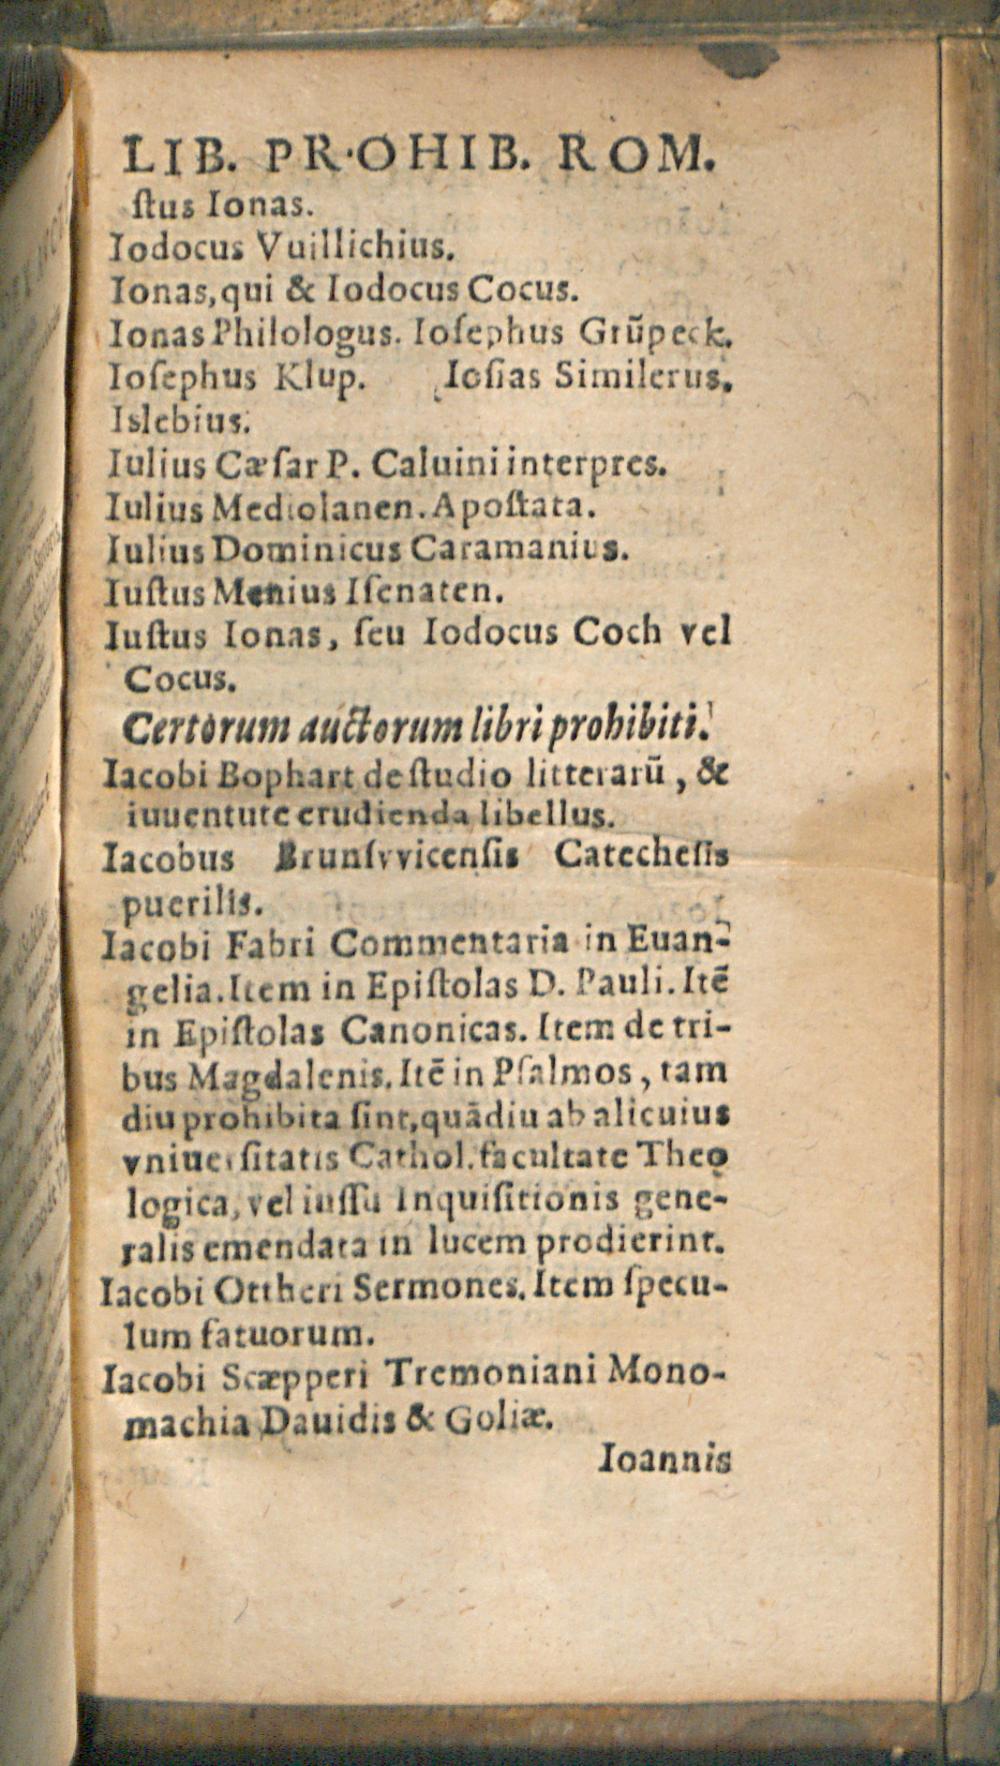 LIB. PROHIB. ROM.
ſtus Ionas.
Iodocus Vuillichius.
Ionas, qui & Iodocus Cocus.
Ionas Philologus. Ioſephus Grūpeck.
Ioſephus Klup. Ioſias Similerus.
Islebius.
Iulius Cæſar P. Caluini interpres.
Iulius Mediolanen. Apoſtata.
Iulius Dominicus Caramanius.
Iuſtus Menius Iſenaten.
Iuſtus Ionas, ſeu Iodocus Coch vel
Cocus.
Certorum auctorum libri prohibiti.
Iacobi Bophart de ſtudio litterarū, &
iuuentute erudienda libellus.
Iacobus Brunſvvicenſis Catecheſis
puerilis.
Iacobi Fabri Commentaria in Euan-
gelia. Item in Epiſtolas D. Pauli. Itē
in Epiſtolas Canonicas. Item de tri-
bus Magdalenis. Itē in Pſalmos, tam
diu prohibita ſint, quādiu ab alicuius
vniuerſitatis Cathol. facultate Theo
logica, vel iuſſu Inquiſitionis gene-
ralis emendata in lucem prodierint.
Iacobi Ottheri Sermones. Item ſpecu-
lum fatuorum.
Iacobi Scæpperi Tremoniani Mono-
machia Dauidis & Goliæ.
Ioannis